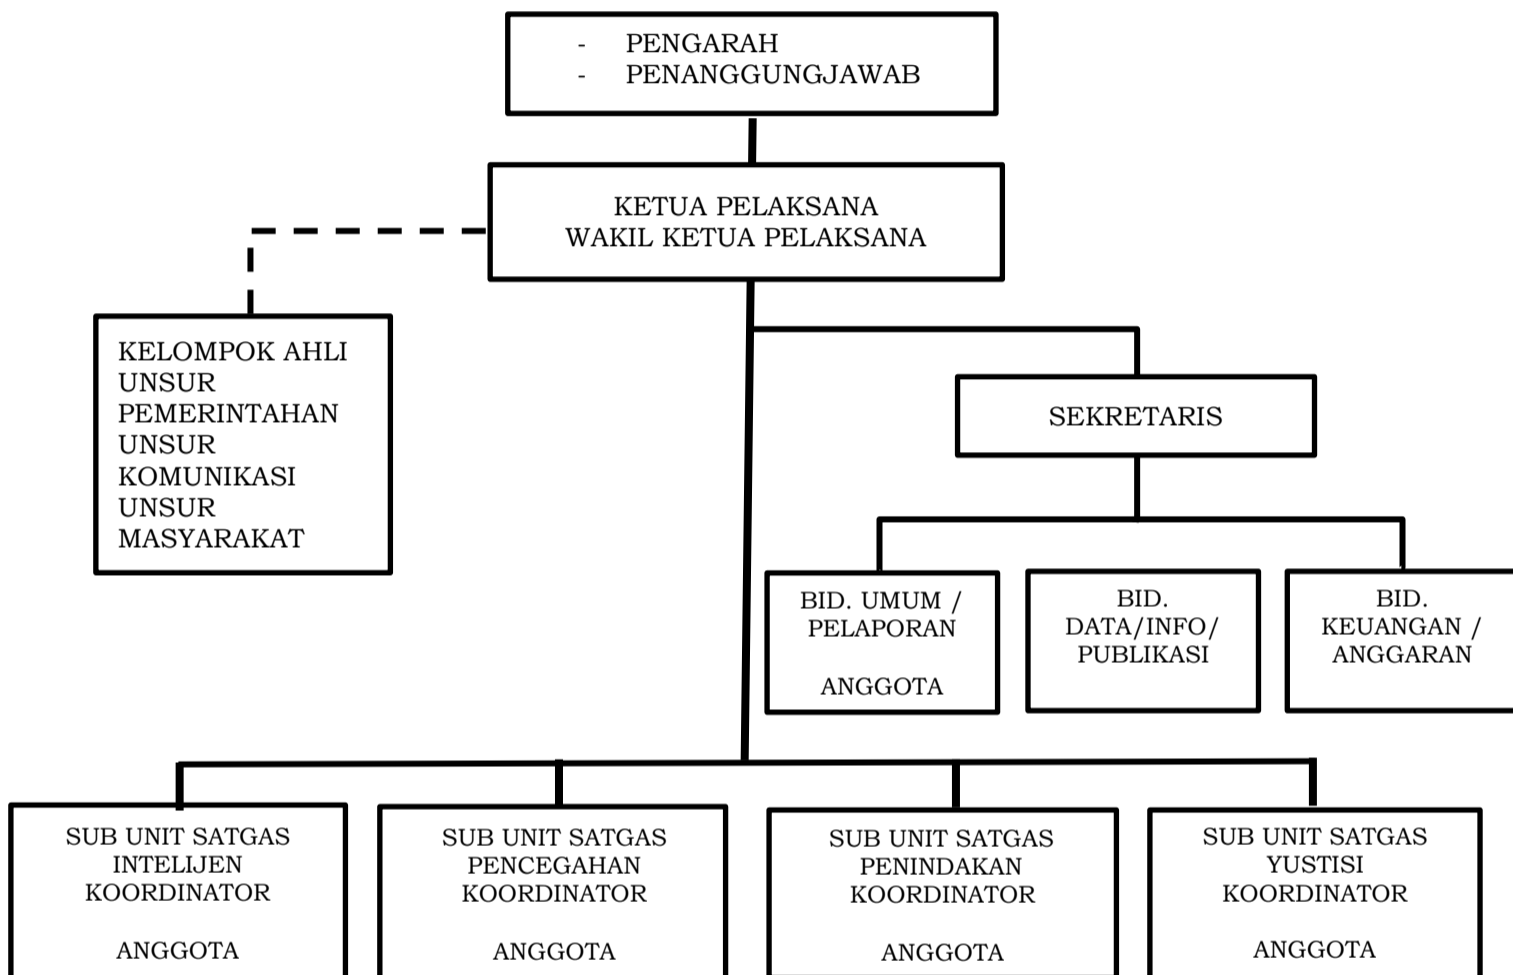 - PENGARAH
- PENANGGUNGJAWAB
KETUA PELAKSANA
WAKIL KETUA PELAKSANA
KELOMPOK AHLI
UNSUR
PEMERINTAHAN
UNSUR
KOMUNIKASI
UNSUR
MASYARAKAT
SEKRETARIS
BID. UMUM /
PELAPORAN
ANGGOTA
BID.
DATA/INFO/
PUBLIKASI
BID.
KEUANGAN /
ANGGARAN
SUB UNIT SATGAS
INTELIJEN
KOORDINATOR
ANGGOTA
SUB UNIT SATGAS
PENCEGAHAN
KOORDINATOR
ANGGOTA
SUB UNIT SATGAS
PENINDAKAN
KOORDINATOR
ANGGOTA
SUB UNIT SATGAS
YUSTISI
KOORDINATOR
ANGGOTA